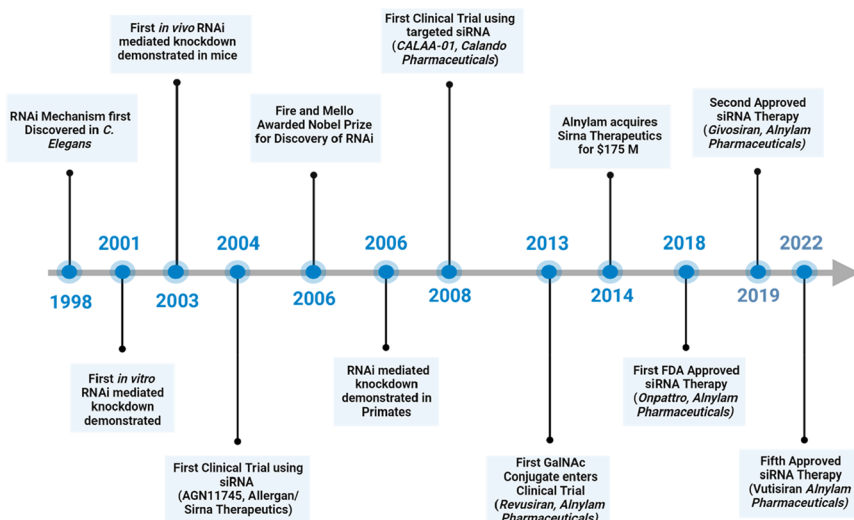 First in vivo RNAi
mediated knockdown
demonstrated in mice
First Clinical Trial using
targeted siRNA
(CALAA-01, Calando
Pharmaceuticals)
RNAi Mechanism first
Discovered in C.
Elegans
Fire and Mello
Awarded Nobel Prize
for Discovery of RNAi
Alnylam acquires
Sirna Therapeutics
for $175 M
Second Approved
siRNA Therapy
(Givosiran, Alnylam
Pharmaceuticals)
2001
2004
2006
2013
2018
2022
1998
2003
2006
2008
2014
2019
First in vitro
RNAi mediated
knockdown
demonstrated
RNAi mediated
knockdown
demonstrated in
Primates
First FDA Approved
siRNA Therapy
(Onpattro, Alnylam
Pharmaceuticals)
First Clinical Trial using
siRNA
(AGN11745, Allergan/
Sirna Therapeutics)
First GalNAc
Conjugate enters
Clinical Trial
(Revusiran, Alnylam
Pharmaceuticals)
Fifth Approved
siRNA Therapy
(Vutisiran Alnylam
Pharmaceuticals)